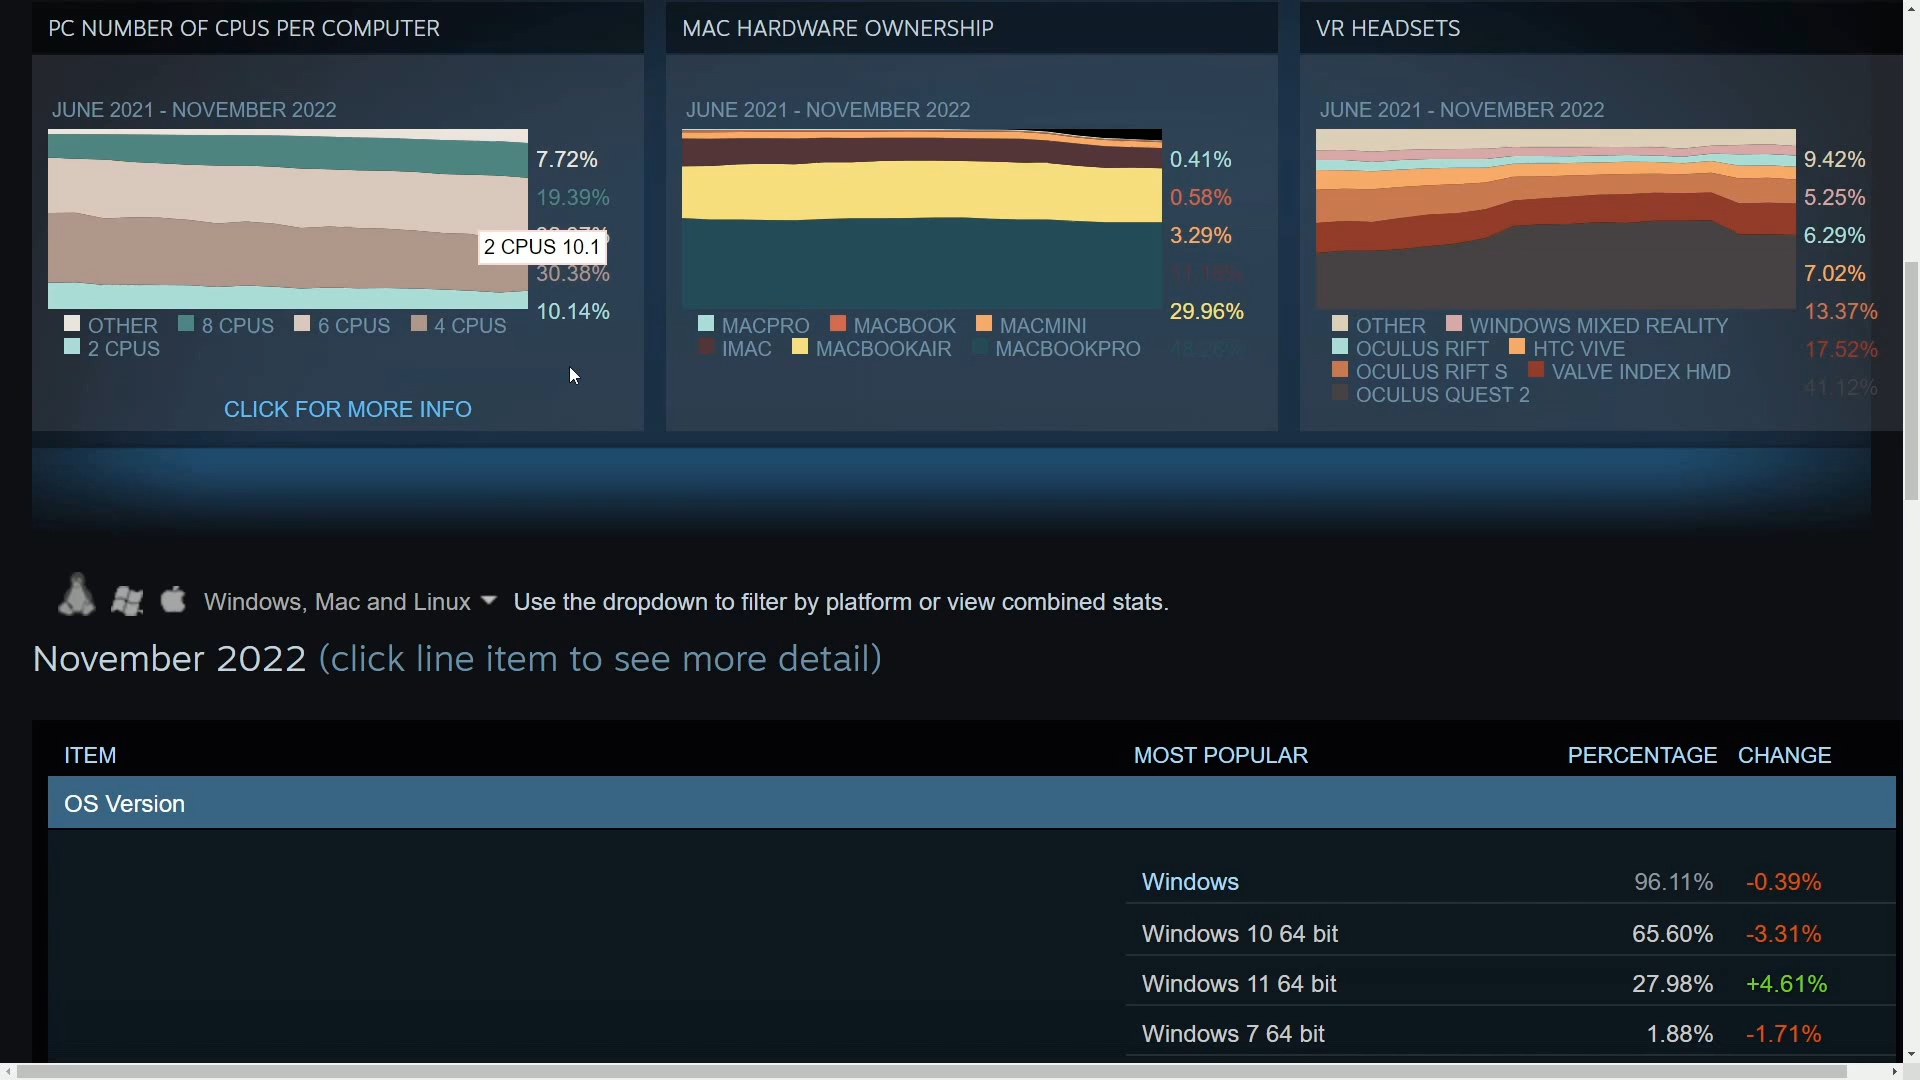 PC NUMBER OF CPUS PER COMPUTER
JUNE 2021 - NOVEMBER 2022
7.72%
19.39%
2 CPUS 10.1
30.38%
10.14%
OTHER 8 CPUS 6 CPUS 4 CPUS
2 CPUS
CLICK FOR MORE INFO
MAC HARDWARE OWNERSHIP
JUNE 2021 - NOVEMBER 2022
0.41%
0.58%
3.29%
29.96%
MACPRO MACBOOK MACMINI
IMAC MACBOOKAIR MACBOOKPRO
VR HEADSETS
JUNE 2021 - NOVEMBER 2022
9.42%
5.25%
6.29%
7.02%
13.37%
17.52%
41.12%
OTHER WINDOWS MIXED REALITY
OCULUS RIFT HTC VIVE
OCULUS RIFT S VALVE INDEX HMD
OCULUS QUEST 2
Windows, Mac and Linux Use the dropdown to filter by platform or view combined stats.
November 2022 (click line item to see more detail)
ITEM MOST POPULAR PERCENTAGE CHANGE
OS Version
Windows 96.11% -0.39%
Windows 10 64 bit 65.60% -3.31%
Windows 11 64 bit 27.98% +4.61%
Windows 7 64 bit 1.88% -1.71%